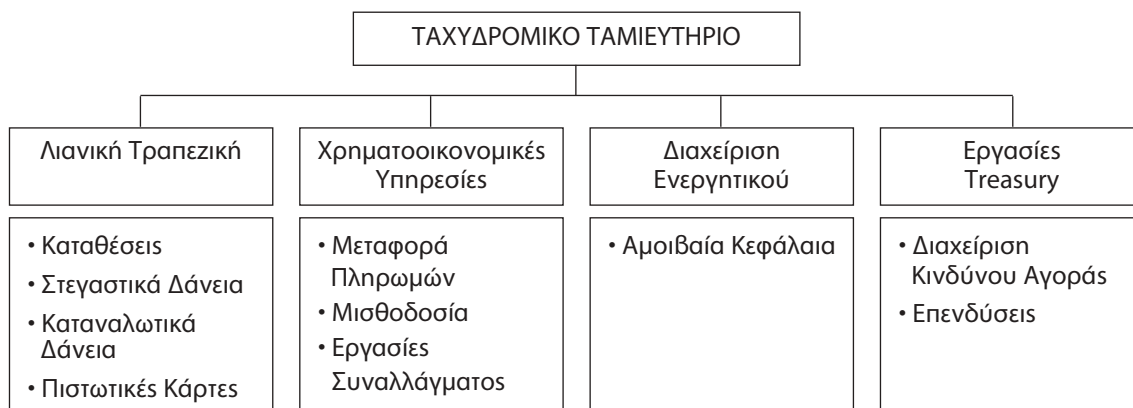 ΤΑΧΥΔΡΟΜΙΚΟ ΤΑΜΙΕΥΤΗΡΙΟ
Λιανική Τραπεζική
• Καταθέσεις
• Στεγαστικά Δάνεια
• Καταναλωτικά
Δάνεια
• Πιστωτικές Κάρτες
Χρηματοοικονομικές
Υπηρεσίες
• Μεταφορά
Πληρωμών
• Μισθοδοσία
• Εργασίες
Συναλλάγματος
Διαχείριση
Ενεργητικού
• Αμοιβαία Κεφάλαια
Εργασίες
Treasury
• Διαχείριση
Κινδύνου Αγοράς
• Επενδύσεις